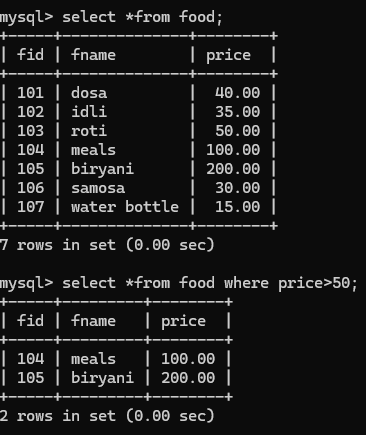 mysql> select *from food;
+-----+--------------+--------+
| fid | fname        | price  |
+-----+--------------+--------+
| 101 | dosa         |  40.00 |
| 102 | idli         |  35.00 |
| 103 | roti         |  50.00 |
| 104 | meals        | 100.00 |
| 105 | biryani      | 200.00 |
| 106 | samosa       |  30.00 |
| 107 | water bottle |  15.00 |
+-----+--------------+--------+
7 rows in set (0.00 sec)

mysql> select *from food where price>50;
+-----+---------+--------+
| fid | fname   | price  |
+-----+---------+--------+
| 104 | meals   | 100.00 |
| 105 | biryani | 200.00 |
+-----+---------+--------+
2 rows in set (0.00 sec)